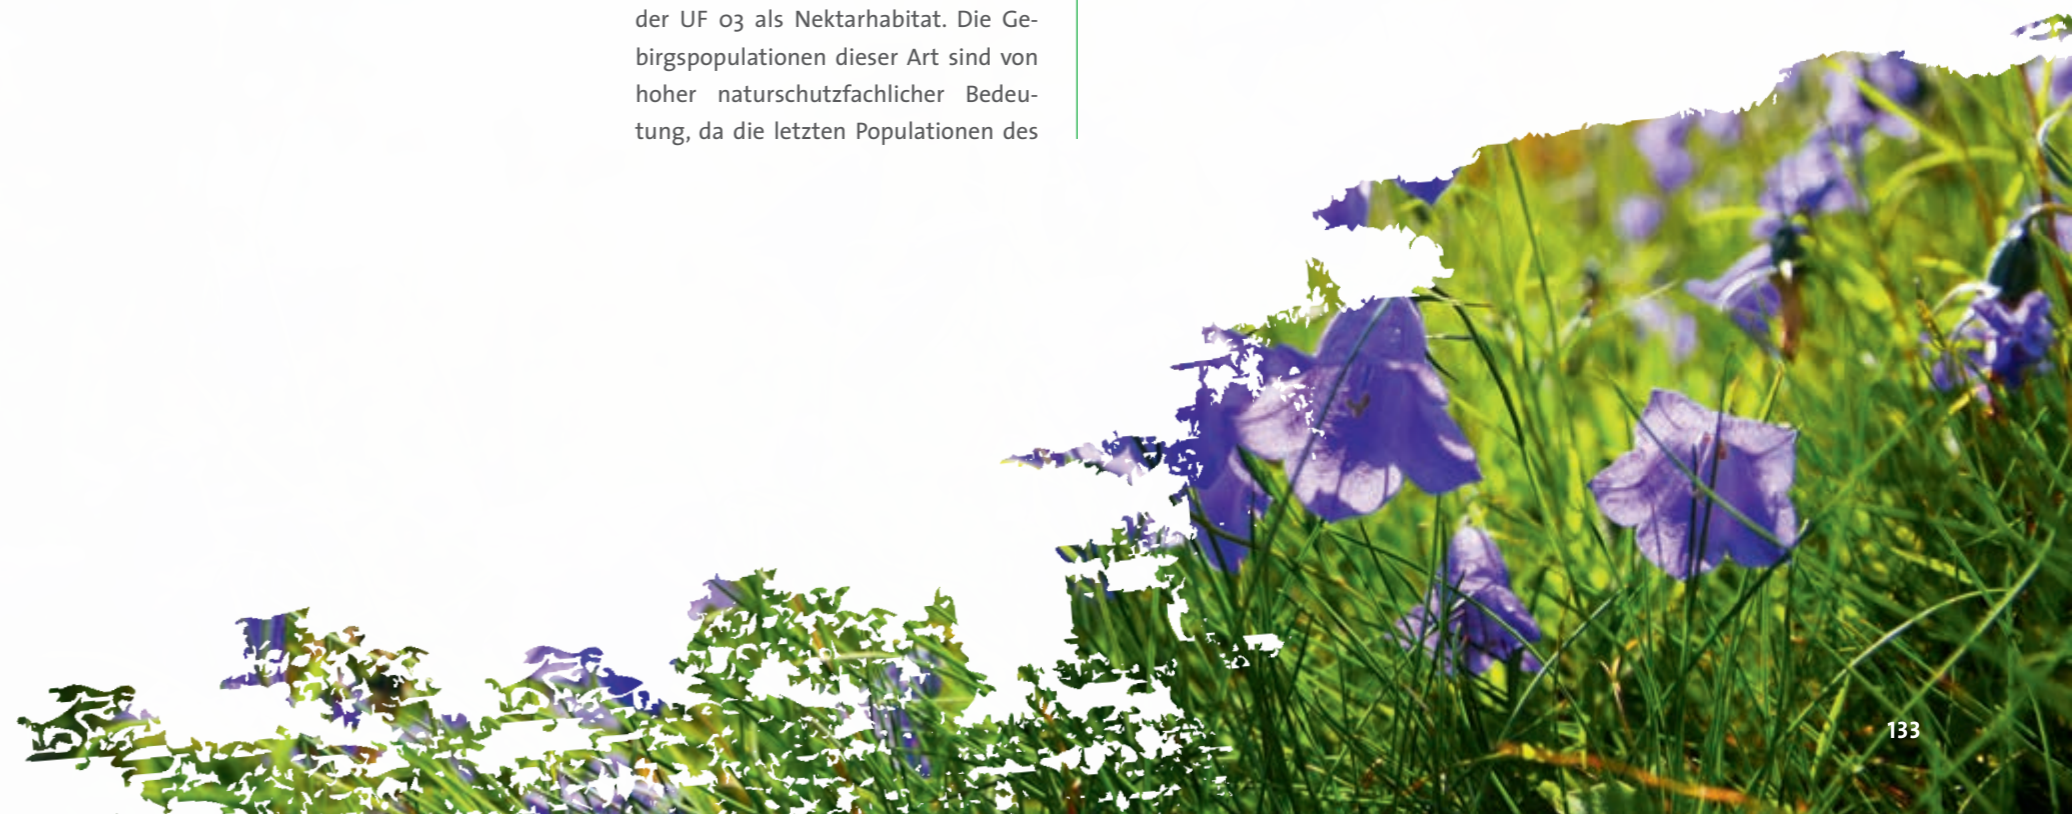 der UF 03 als Nektarhabitat. Die Ge-
birgspopulationen dieser Art sind von
hoher naturschutzfachlicher Bedeu-
tung, da die letzten Populationen des
133